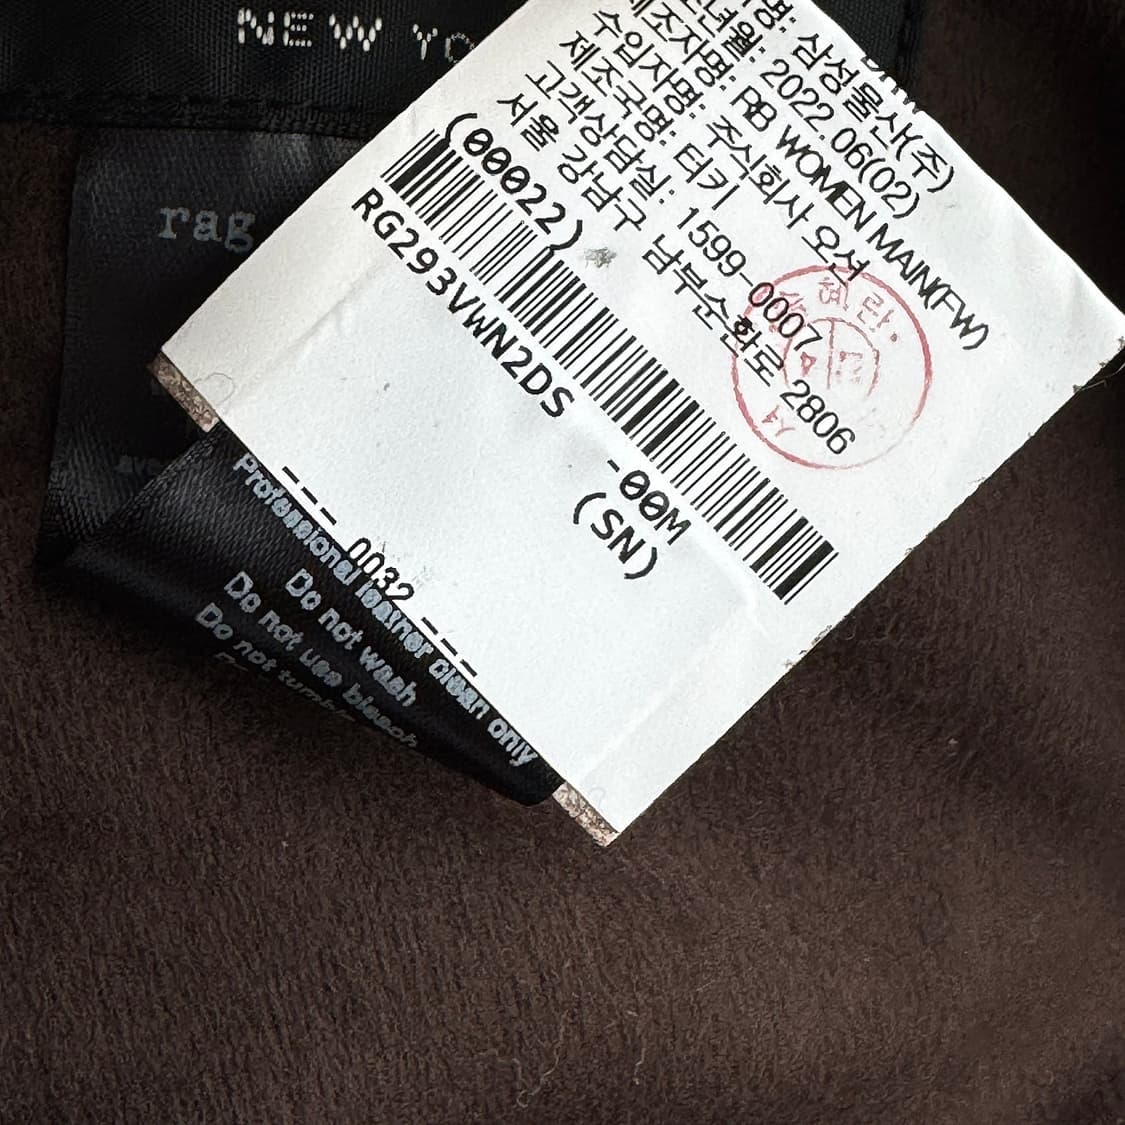 NEW YO
rag
명: 삼성물산(주)
년월: 2022.06(02)
제조자명: RB WOMEN MAIN(FW)
수입자명: 주식회사 오션
제조국명: 터키
고객상담실: 1599-0007
서울 강남구 남부순환로 2806
(00022)
RG293VWN2DS -00M
(SN)
--- 0032 ---
Professional leather clean only
Do not wash
Do not use bleach
Do not tumble